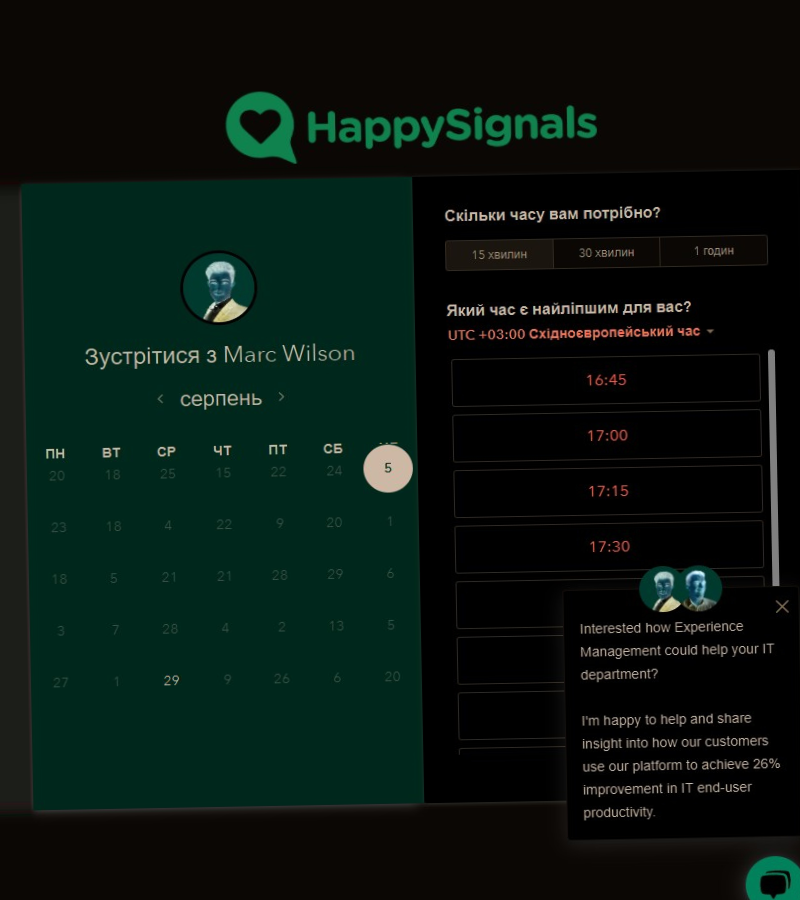 HappySignals
Зустрітися з Marc Wilson
серпень
ПН ВТ СР ЧТ ПТ СБ
20 18 25 15 22 24 5
23 18 4 22 9 20 1
18 5 21 21 28 29 6
3 7 28 4 2 13 5
27 1 29 9 26 6 20
Скільки часу вам потрібно?
15 хвилин 30 хвилин 1 годин
Який час є найліпшим для вас?
UTC +03:00 Східноєвропейський час
16:45
17:00
17:15
17:30
Interested how Experience
Management could help your IT
department?
I'm happy to help and share
insight into how our customers
use our platform to achieve 26%
improvement in IT end-user
productivity.